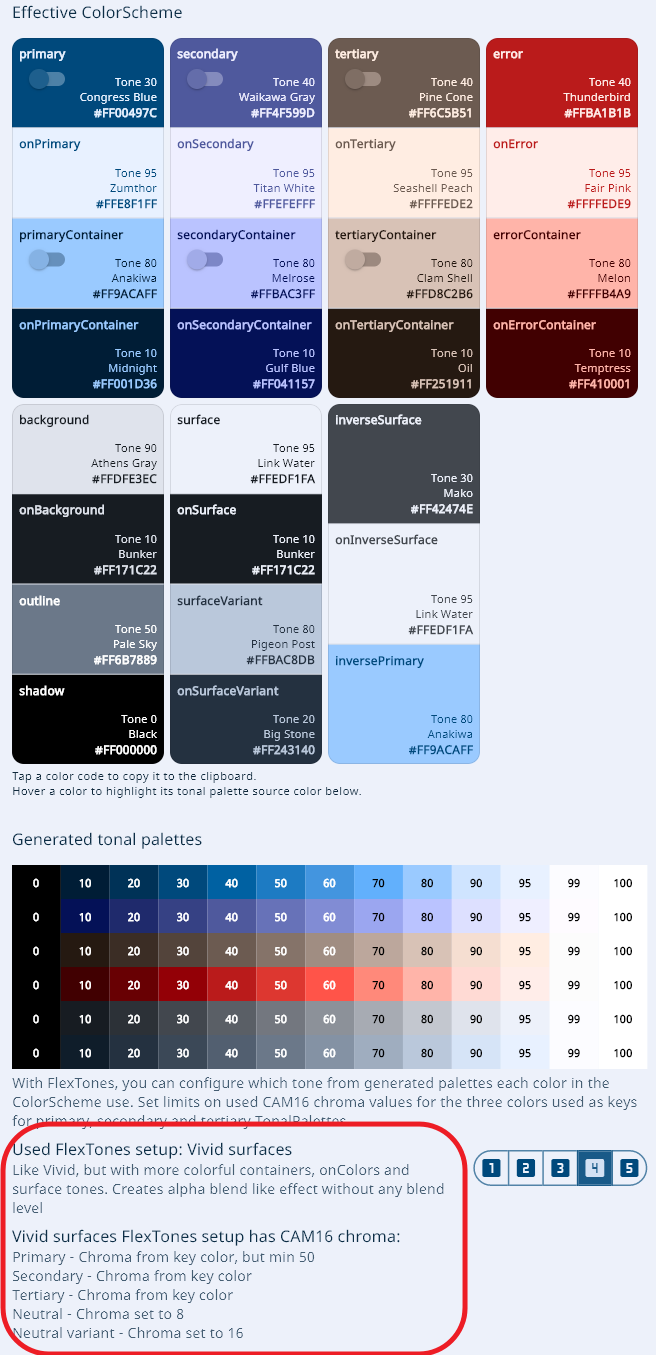 Effective ColorScheme
primary
Tone 30
Congress Blue
#FF00497C
secondary
Tone 40
Waikawa Gray
#FF4F599D
tertiary
Tone 40
Pine Cone
#FF6C5B51
error
Tone 40
Thunderbird
#FFBA1B1B
onPrimary
Tone 95
Zumthor
#FFE8F1FF
onSecondary
Tone 95
Titan White
#FFEFEFFF
onTertiary
Tone 95
Seashell Peach
#FFFFEDE2
onError
Tone 95
Fair Pink
#FFFFEDE9
primaryContainer
Tone 80
Anakiwa
#FF9ACAFF
secondaryContainer
Tone 80
Melrose
#FFBAC3FF
tertiaryContainer
Tone 80
Clam Shell
#FFD8C2B6
errorContainer
Tone 80
Melon
#FFFFB4A9
onPrimaryContainer
Tone 10
Midnight
#FF001D36
onSecondaryContainer
Tone 10
Gulf Blue
#FF041157
onTertiaryContainer
Tone 10
Oil
#FF251911
onErrorContainer
Tone 10
Temptress
#FF410001
background
Tone 90
Athens Gray
#FFDFE3EC
surface
Tone 95
Link Water
#FFEDF1FA
inverseSurface
Tone 30
Mako
#FF42474E
onBackground
Tone 10
Bunker
#FF171C22
onSurface
Tone 10
Bunker
#FF171C22
onInverseSurface
Tone 95
Link Water
#FFEDF1FA
outline
Tone 50
Pale Sky
#FF6B7889
surfaceVariant
Tone 80
Pigeon Post
#FFBAC8DB
inversePrimary
Tone 80
Anakiwa
#FF9ACAFF
shadow
Tone 0
Black
#FF000000
onSurfaceVariant
Tone 20
Big Stone
#FF243140
Tap a color code to copy it to the clipboard.
Hover a color to highlight its tonal palette source color below.
Generated tonal palettes
0 10 20 30 40 50 60 70 80 90 95 99 100
0 10 20 30 40 50 60 70 80 90 95 99 100
0 10 20 30 40 50 60 70 80 90 95 99 100
0 10 20 30 40 50 60 70 80 90 95 99 100
0 10 20 30 40 50 60 70 80 90 95 99 100
0 10 20 30 40 50 60 70 80 90 95 99 100
With FlexTones, you can configure which tone from generated palettes each color in the
ColorScheme use. Set limits on used CAM16 chroma values for the three colors used as keys
for primary, secondary and tertiary TonalPalettes.
Used FlexTones setup: Vivid surfaces
Like Vivid, but with more colorful containers, onColors and
surface tones. Creates alpha blend like effect without any blend
level
1 2 3 4 5
Vivid surfaces FlexTones setup has CAM16 chroma:
Primary - Chroma from key color, but min 50
Secondary - Chroma from key color
Tertiary - Chroma from key color
Neutral - Chroma set to 8
Neutral variant - Chroma set to 16